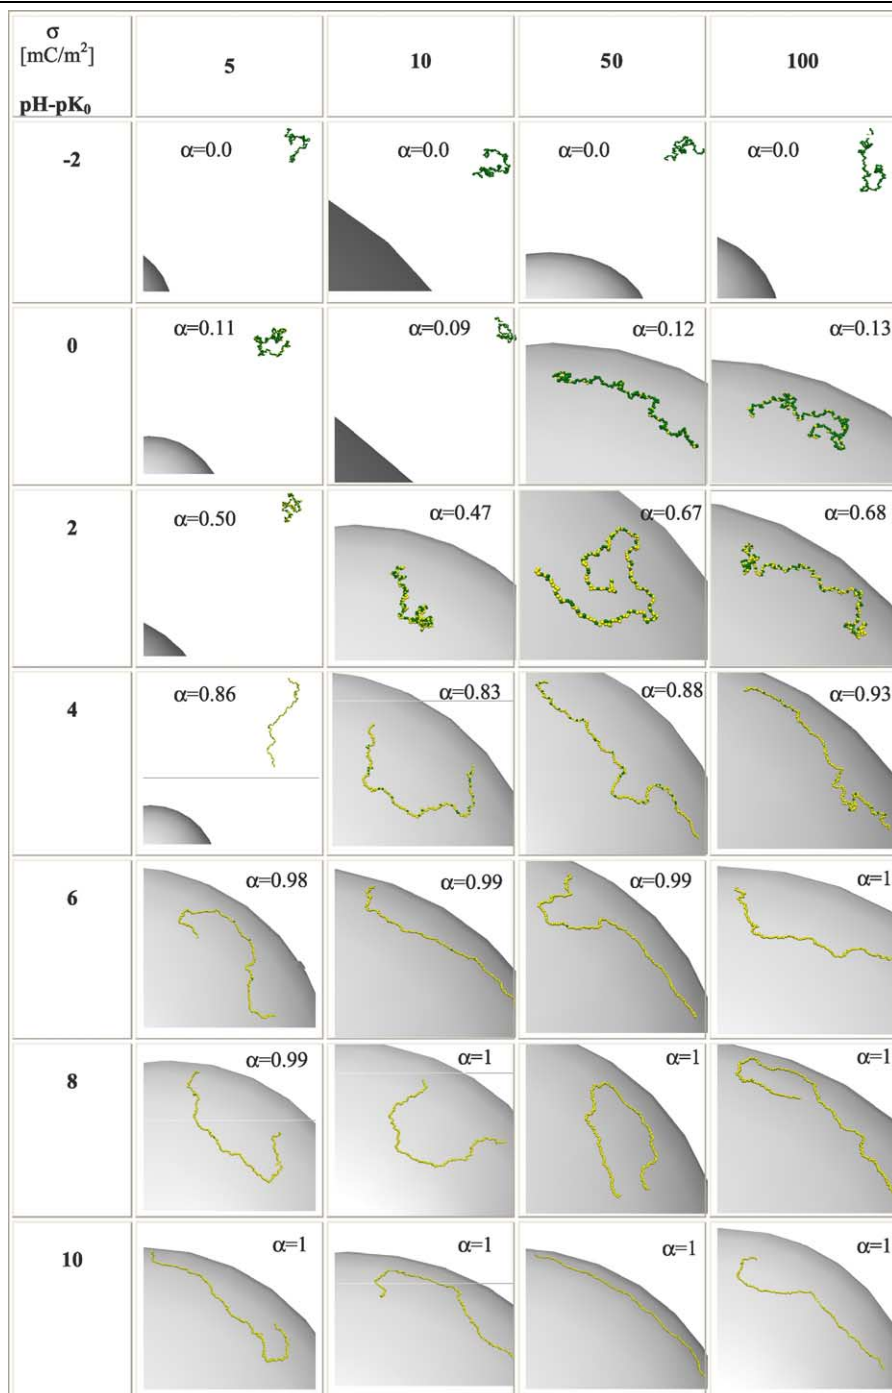 σ
[mC/m²]
pH-pK₀
5 10 50 100
-2 α=0.0 α=0.0 α=0.0 α=0.0
0 α=0.11 α=0.09 α=0.12 α=0.13
2 α=0.50 α=0.47 α=0.67 α=0.68
4 α=0.86 α=0.83 α=0.88 α=0.93
6 α=0.98 α=0.99 α=0.99 α=1
8 α=0.99 α=1 α=1 α=1
10 α=1 α=1 α=1 α=1